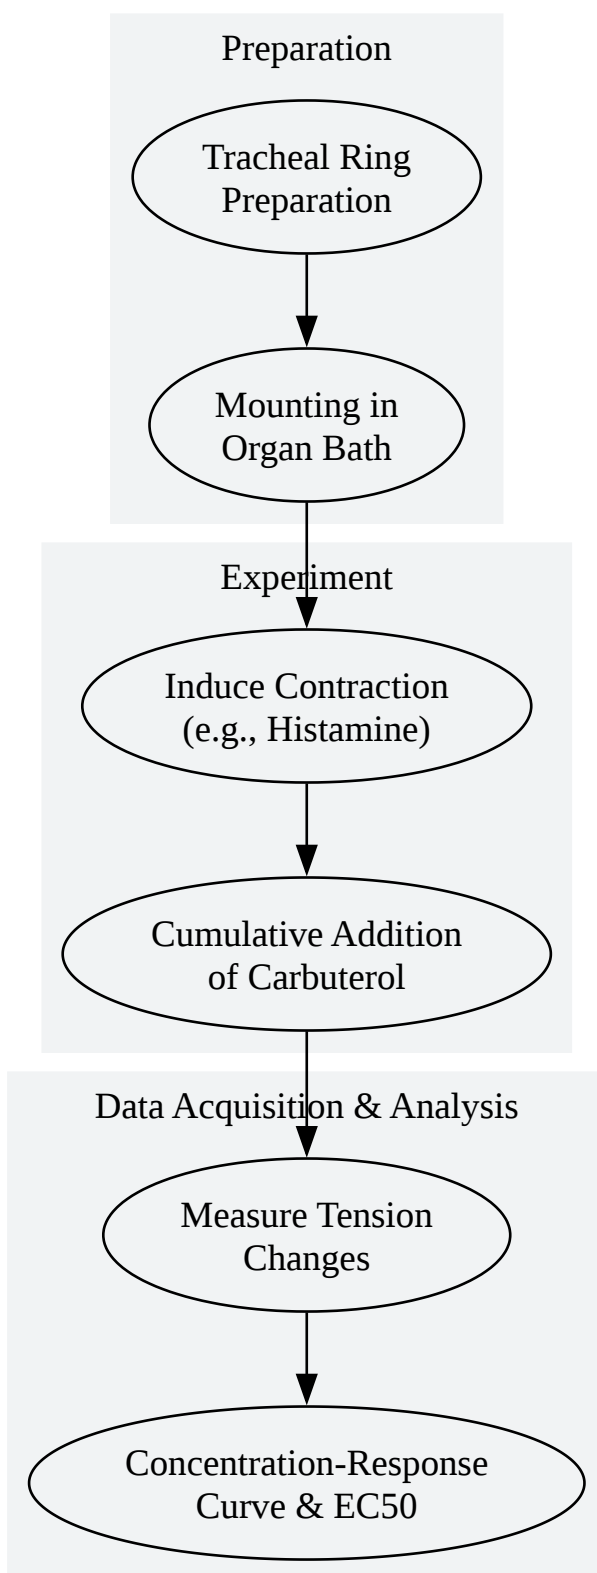 Preparation
Tracheal Ring
Preparation
Mounting in
Organ Bath
Experiment
Induce Contraction
(e.g., Histamine)
Cumulative Addition
of Carbuterol
Data Acquisition & Analysis
Measure Tension
Changes
Concentration-Response
Curve & EC50